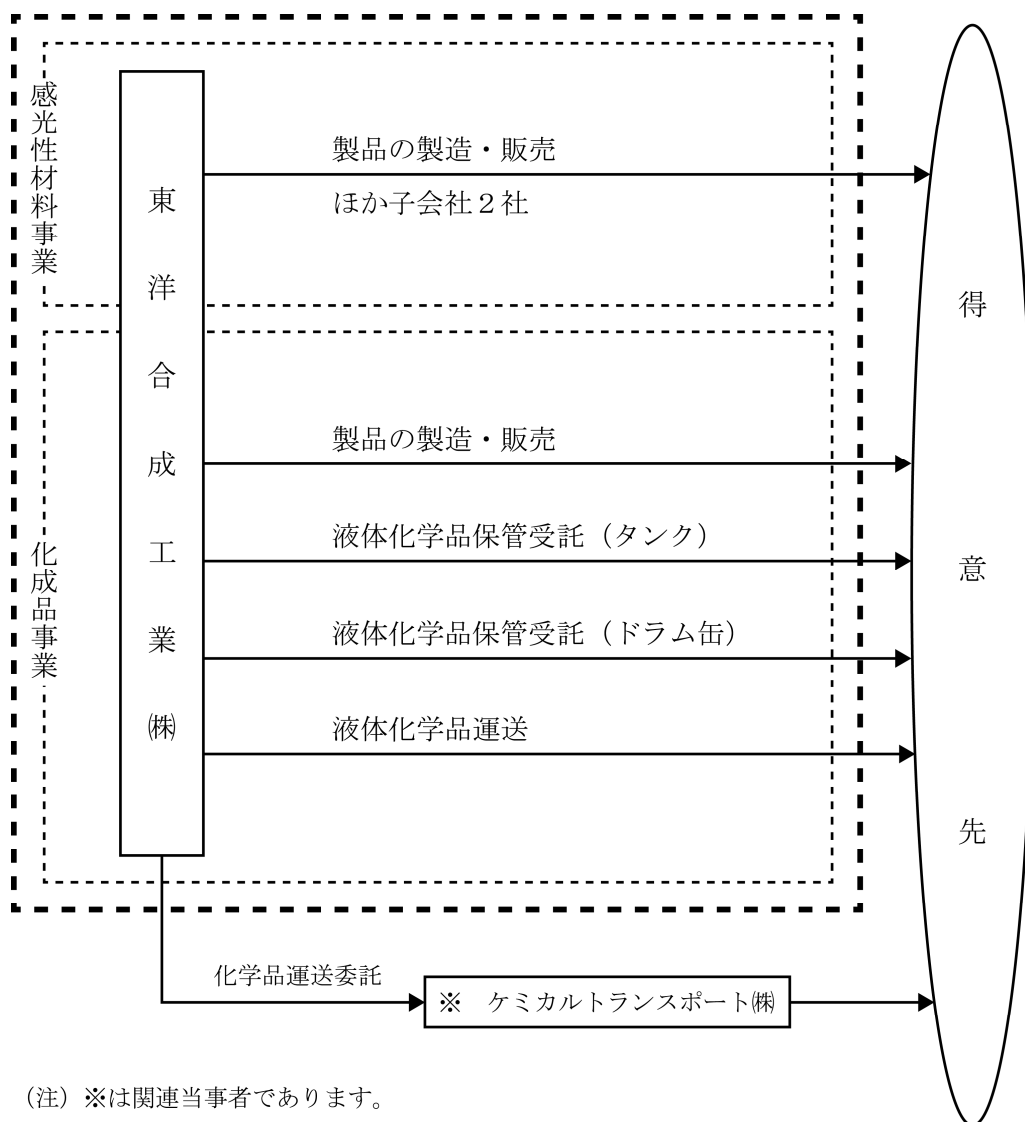 感光性材料事業
東洋合成工業㈱
製品の製造・販売
ほか子会社２社
化成品事業
製品の製造・販売
液体化学品保管受託（タンク）
液体化学品保管受託（ドラム缶）
液体化学品運送
得意先
化学品運送委託
※　ケミカルトランスポート㈱
（注）※は関連当事者であります。